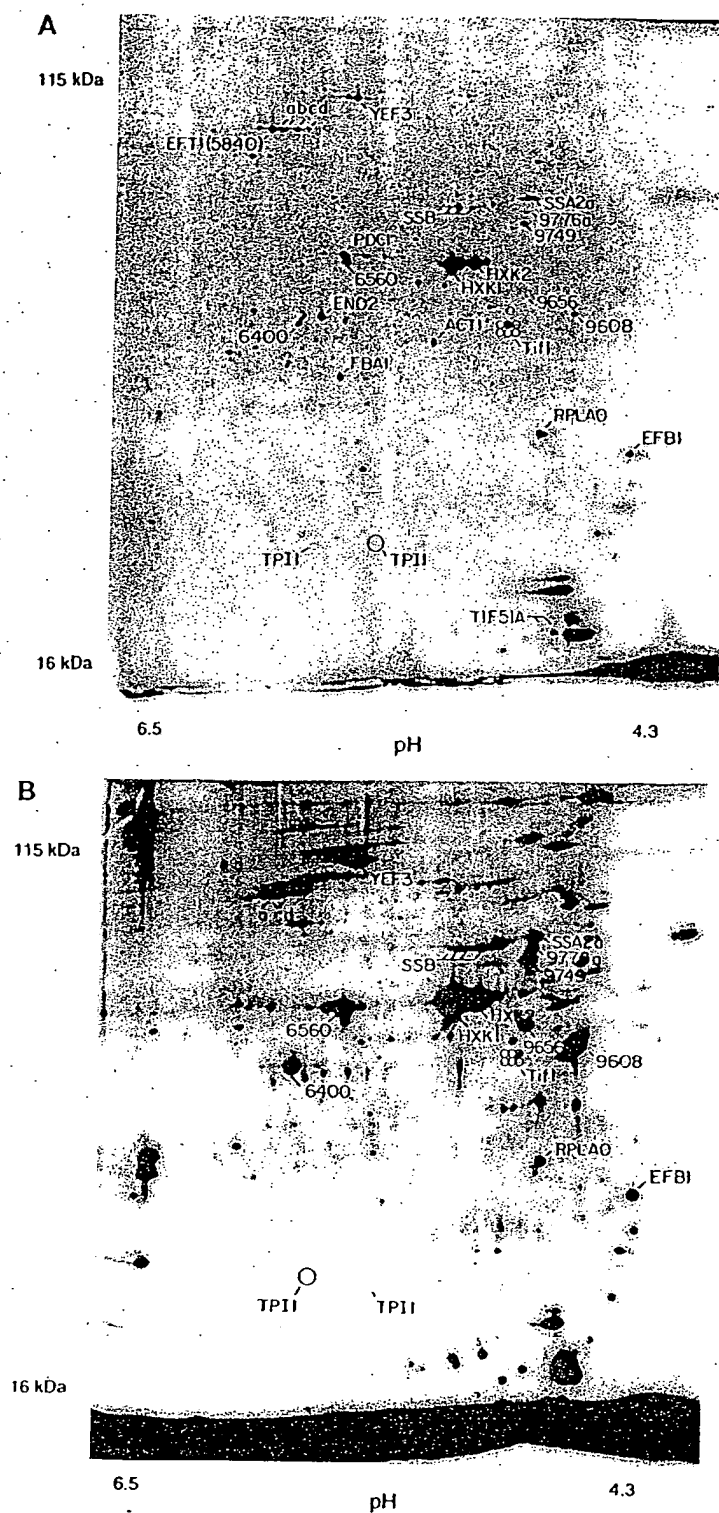 A
115 kDa
abcd
YEF3
EFT1(5840)
SSB
SSA2a
9776a
9749
PDC1
6560
HXK2
HXK1
9656
ENO2
6400
ACT1
9608
Tif1
FBA1
RPLA0
EFB1
TPI1
TPI1
TIF51A
16 kDa
6.5
4.3
pH
B
115 kDa
YEF3
SSB
9749
6560
HXK1
9656
9608
Tif1
6400
RPLA0
EFB1
TPI1
TPI1
16 kDa
6.5
4.3
pH